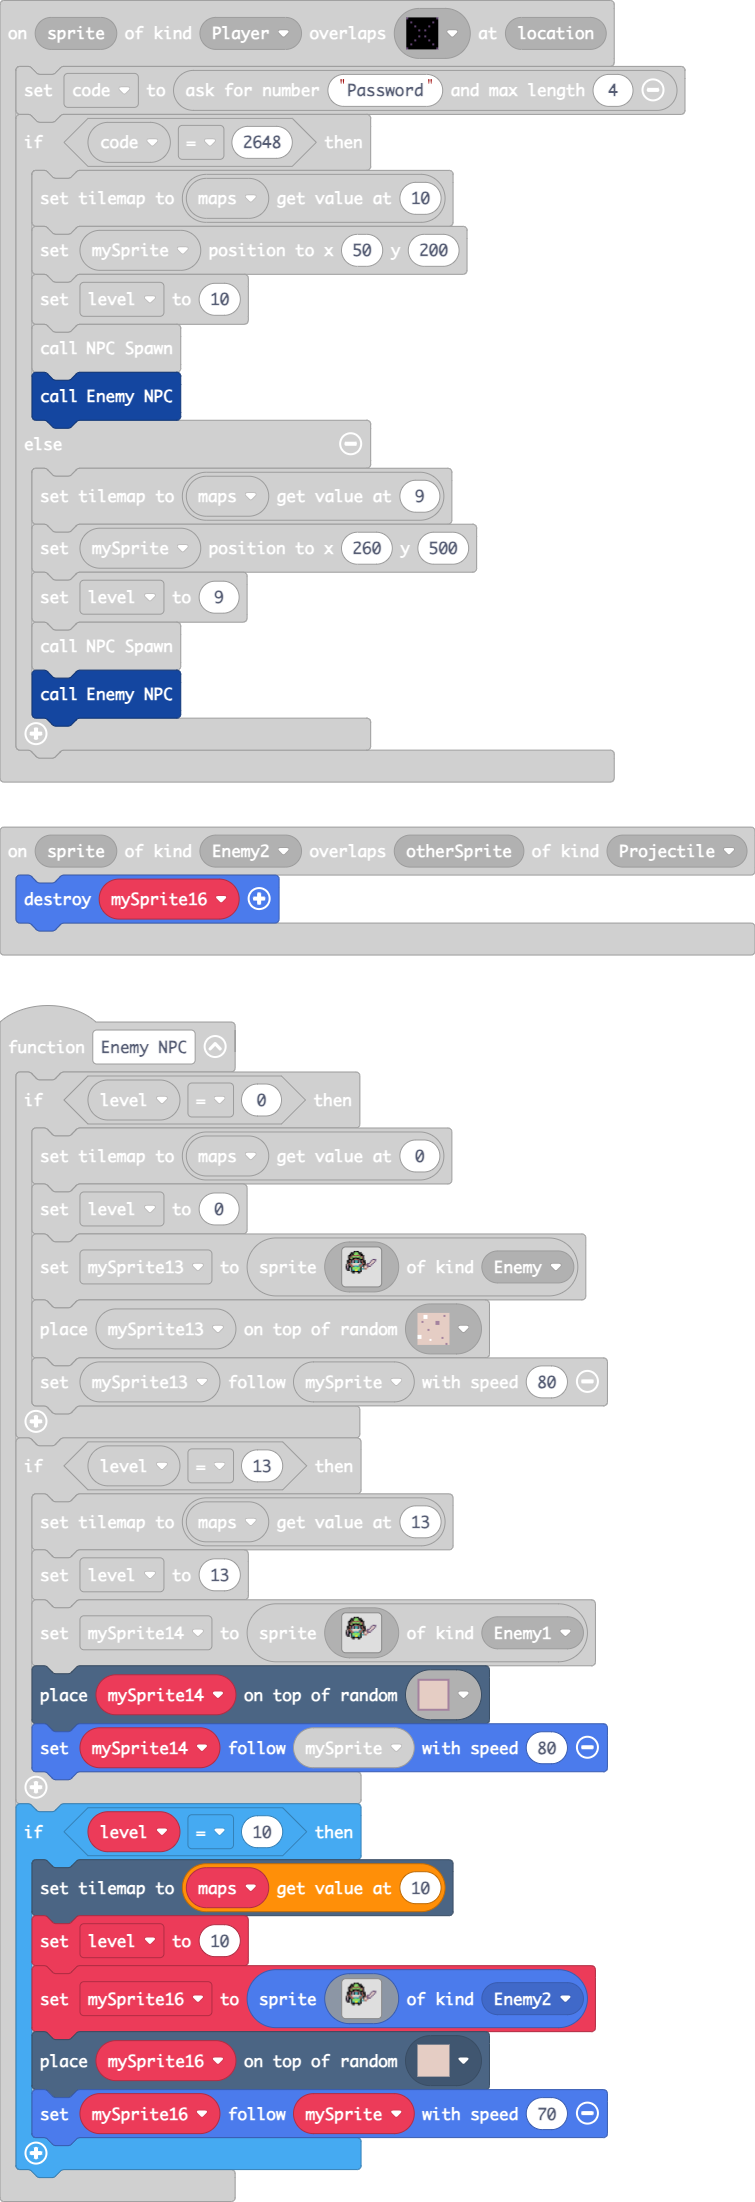 on sprite of kind Player overlaps at location
set code to ask for number "Password" and max length 4
if code = 2648 then
set tilemap to maps get value at 10
set mySprite position to x 50 y 200
set level to 10
call NPC Spawn
call Enemy NPC
else
set tilemap to maps get value at 9
set mySprite position to x 260 y 500
set level to 9
call NPC Spawn
call Enemy NPC
on sprite of kind Enemy2 overlaps otherSprite of kind Projectile
destroy mySprite16
function Enemy NPC
if level = 0 then
set tilemap to maps get value at 0
set level to 0
set mySprite13 to sprite of kind Enemy
place mySprite13 on top of random
set mySprite13 follow mySprite with speed 80
if level = 13 then
set tilemap to maps get value at 13
set level to 13
set mySprite14 to sprite of kind Enemy1
place mySprite14 on top of random
set mySprite14 follow mySprite with speed 80
if level = 10 then
set tilemap to maps get value at 10
set level to 10
set mySprite16 to sprite of kind Enemy2
place mySprite16 on top of random
set mySprite16 follow mySprite with speed 70